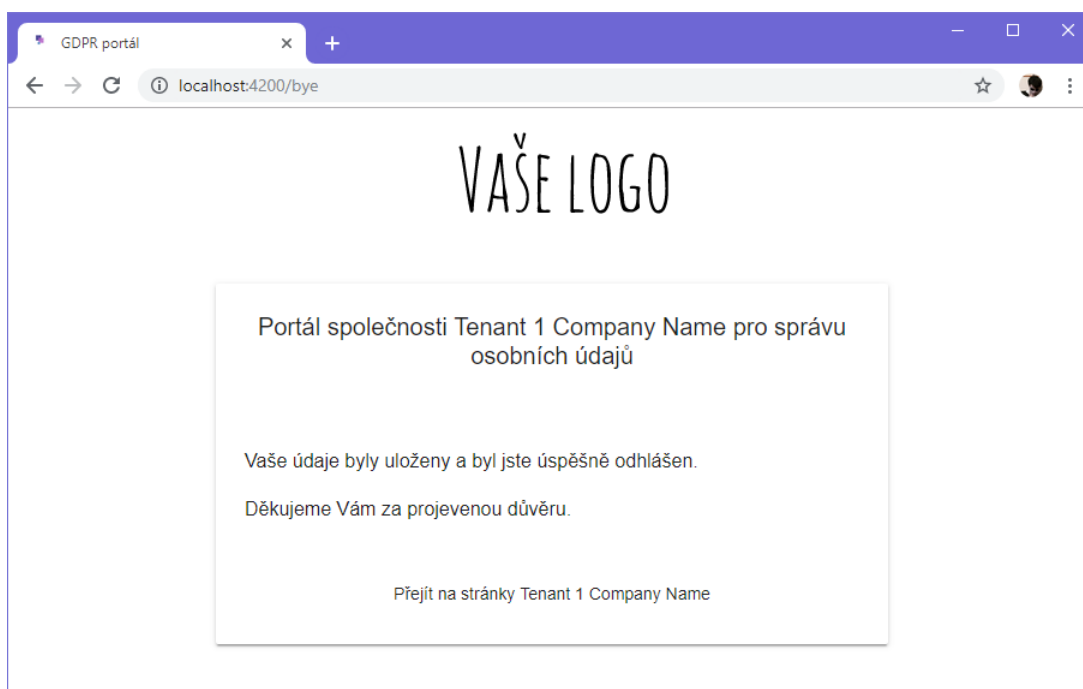 GDPR portál
localhost:4200/bye
VAŠE LOGO
Portál společnosti Tenant 1 Company Name pro správu
osobních údajů
Vaše údaje byly uloženy a byl jste úspěšně odhlášen.
Děkujeme Vám za projevenou důvěru.
Přejít na stránky Tenant 1 Company Name